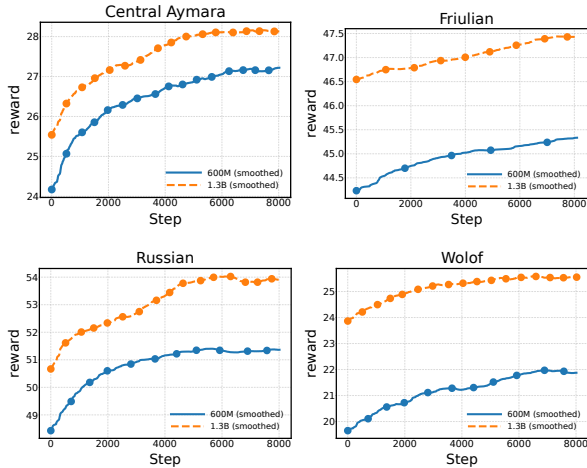 Central Aymara
28
27
26
25
24
reward
600M (smoothed)
1.3B (smoothed)
0 2000 4000 6000 8000
Step
Friulian
47.5
47.0
46.5
46.0
45.5
45.0
44.5
reward
600M (smoothed)
1.3B (smoothed)
0 2000 4000 6000 8000
Step
Russian
54
53
52
51
50
49
48
reward
600M (smoothed)
1.3B (smoothed)
0 2000 4000 6000 8000
Step
Wolof
26
25
24
23
22
21
20
reward
600M (smoothed)
1.3B (smoothed)
0 2000 4000 6000 8000
Step